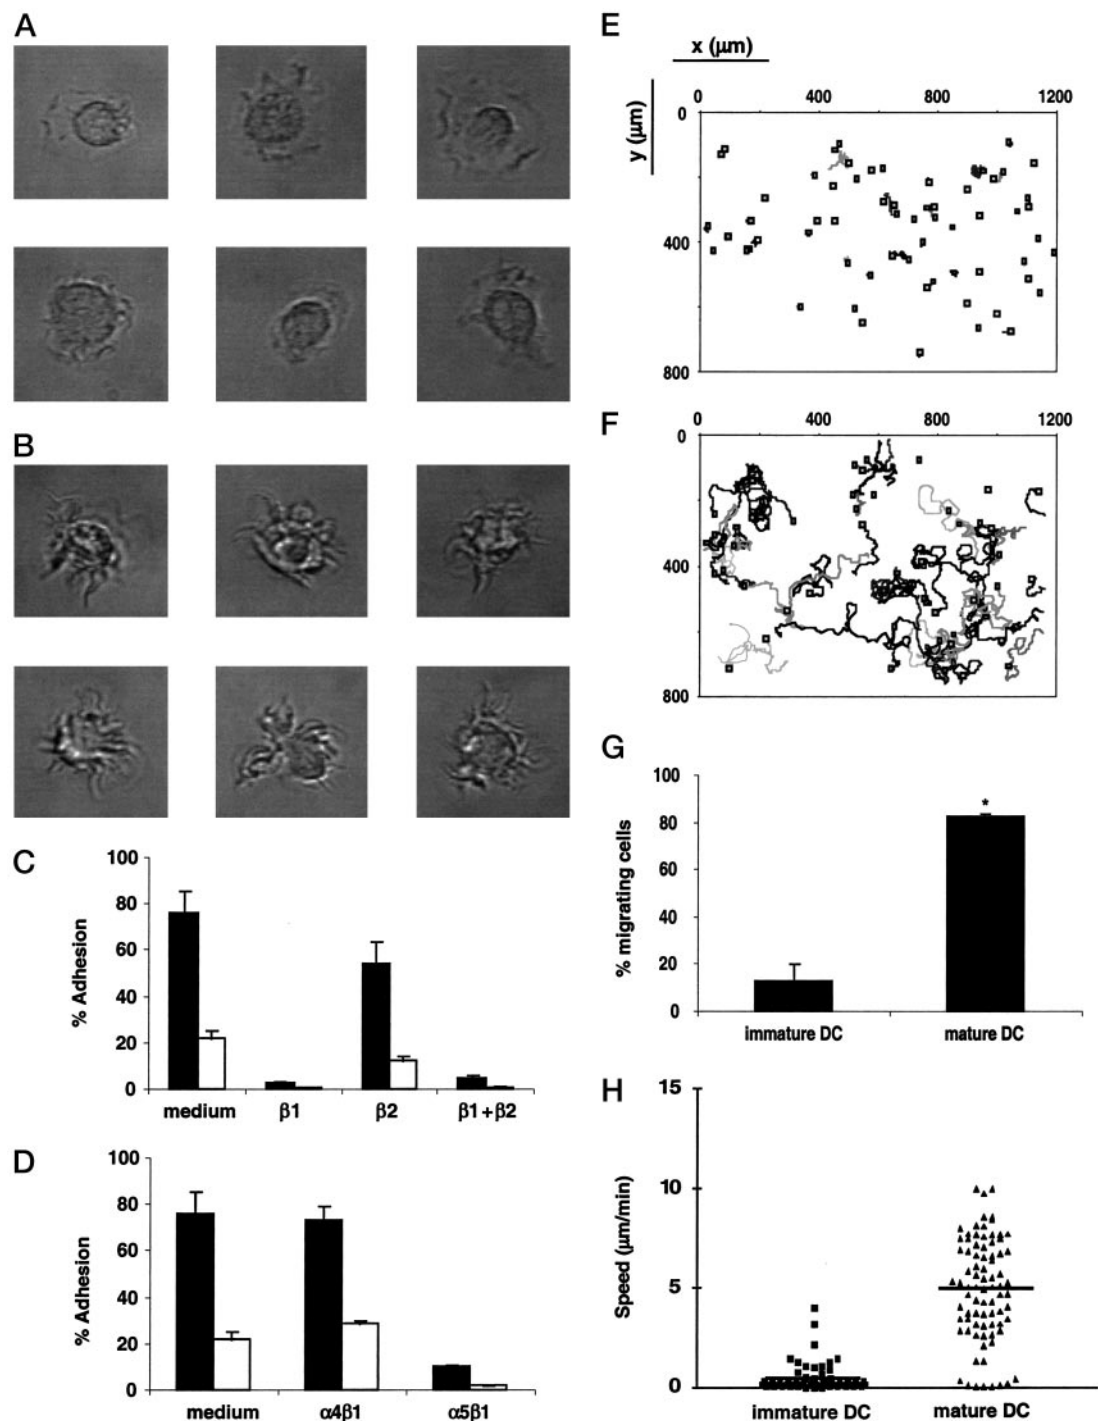 A
B
C
100
80
60
40
20
0
% Adhesion
medium β1 β2 β1+β2
D
100
80
60
40
20
0
% Adhesion
medium α4β1 α5β1
E
x (μm)
y (μm)
0 400 800 1200
0
400
800
F
0 400 800 1200
0
400
800
G
100
80
60
40
20
0
% migrating cells
*
immature DC mature DC
H
15
10
5
0
Speed (μm/min)
immature DC mature DC